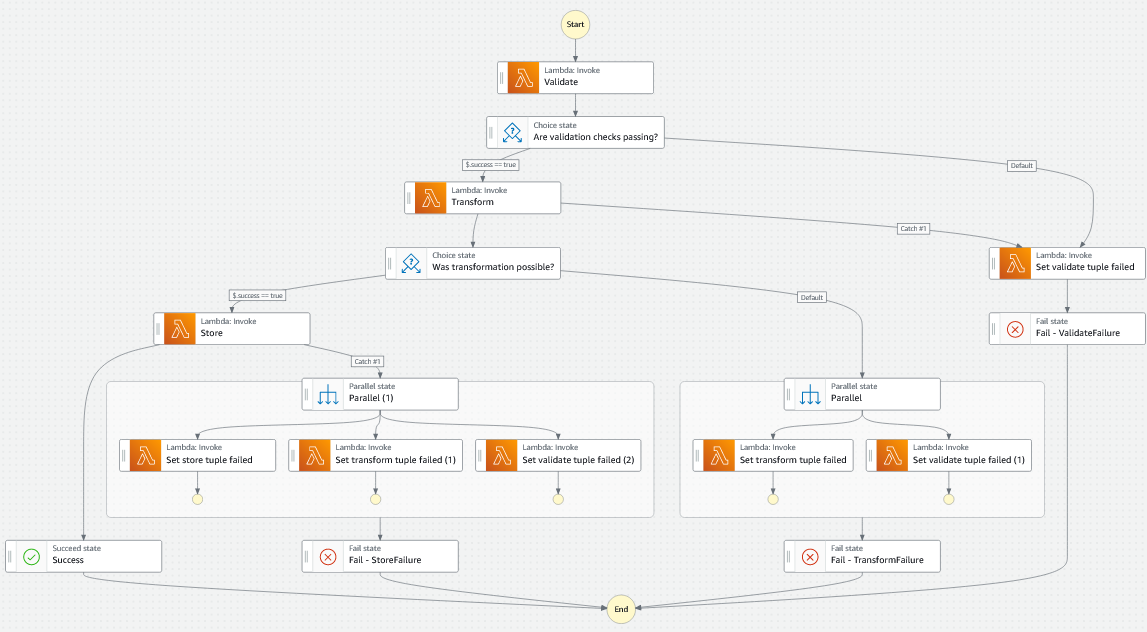 Start
Lambda: Invoke
Validate
Choice state
Are validation checks passing?
$.success == true
Default
Lambda: Invoke
Transform
Catch #1
Choice state
Was transformation possible?
Lambda: Invoke
Set validate tuple failed
$.success == true
Default
Lambda: Invoke
Store
Fail state
Fail - ValidateFailure
Catch #1
Parallel state
Parallel (1)
Parallel state
Parallel
Lambda: Invoke
Set store tuple failed
Lambda: Invoke
Set transform tuple failed (1)
Lambda: Invoke
Set validate tuple failed (2)
Lambda: Invoke
Set transform tuple failed
Lambda: Invoke
Set validate tuple failed (1)
Succeed state
Success
Fail state
Fail - StoreFailure
Fail state
Fail - TransformFailure
End